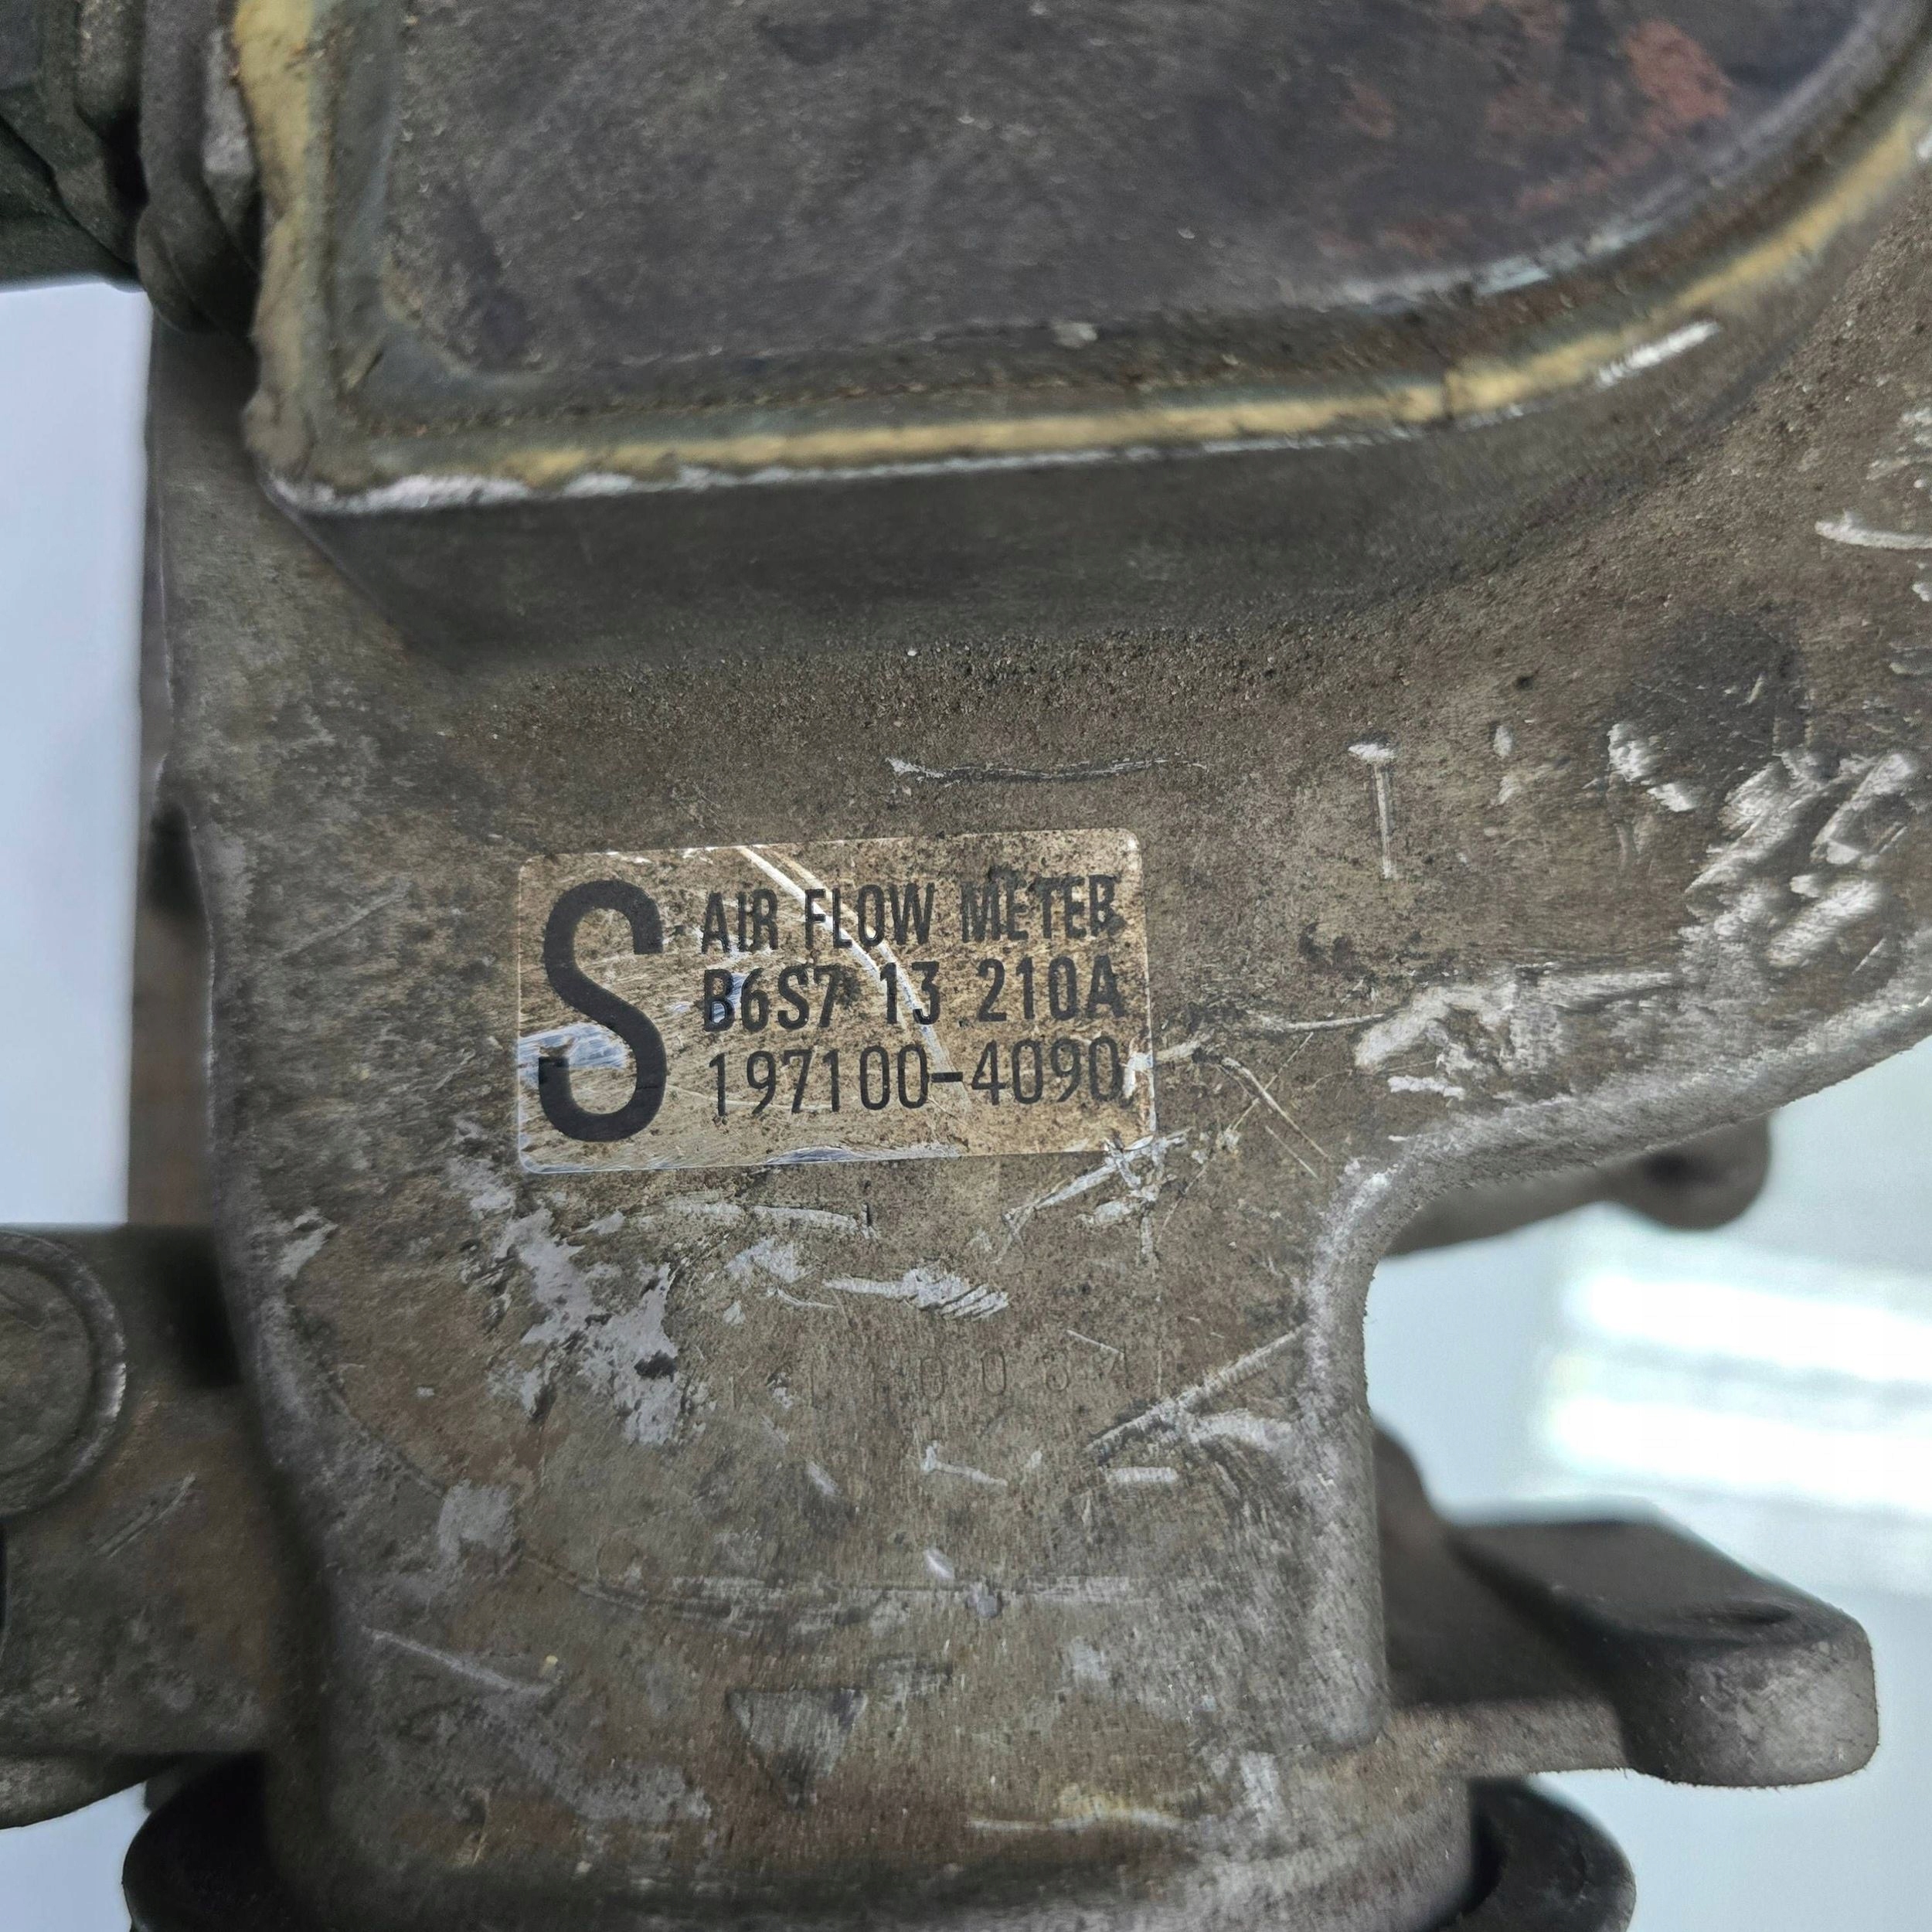 S
AIR FLOW METER
B6S7 13 210A
197100-4090